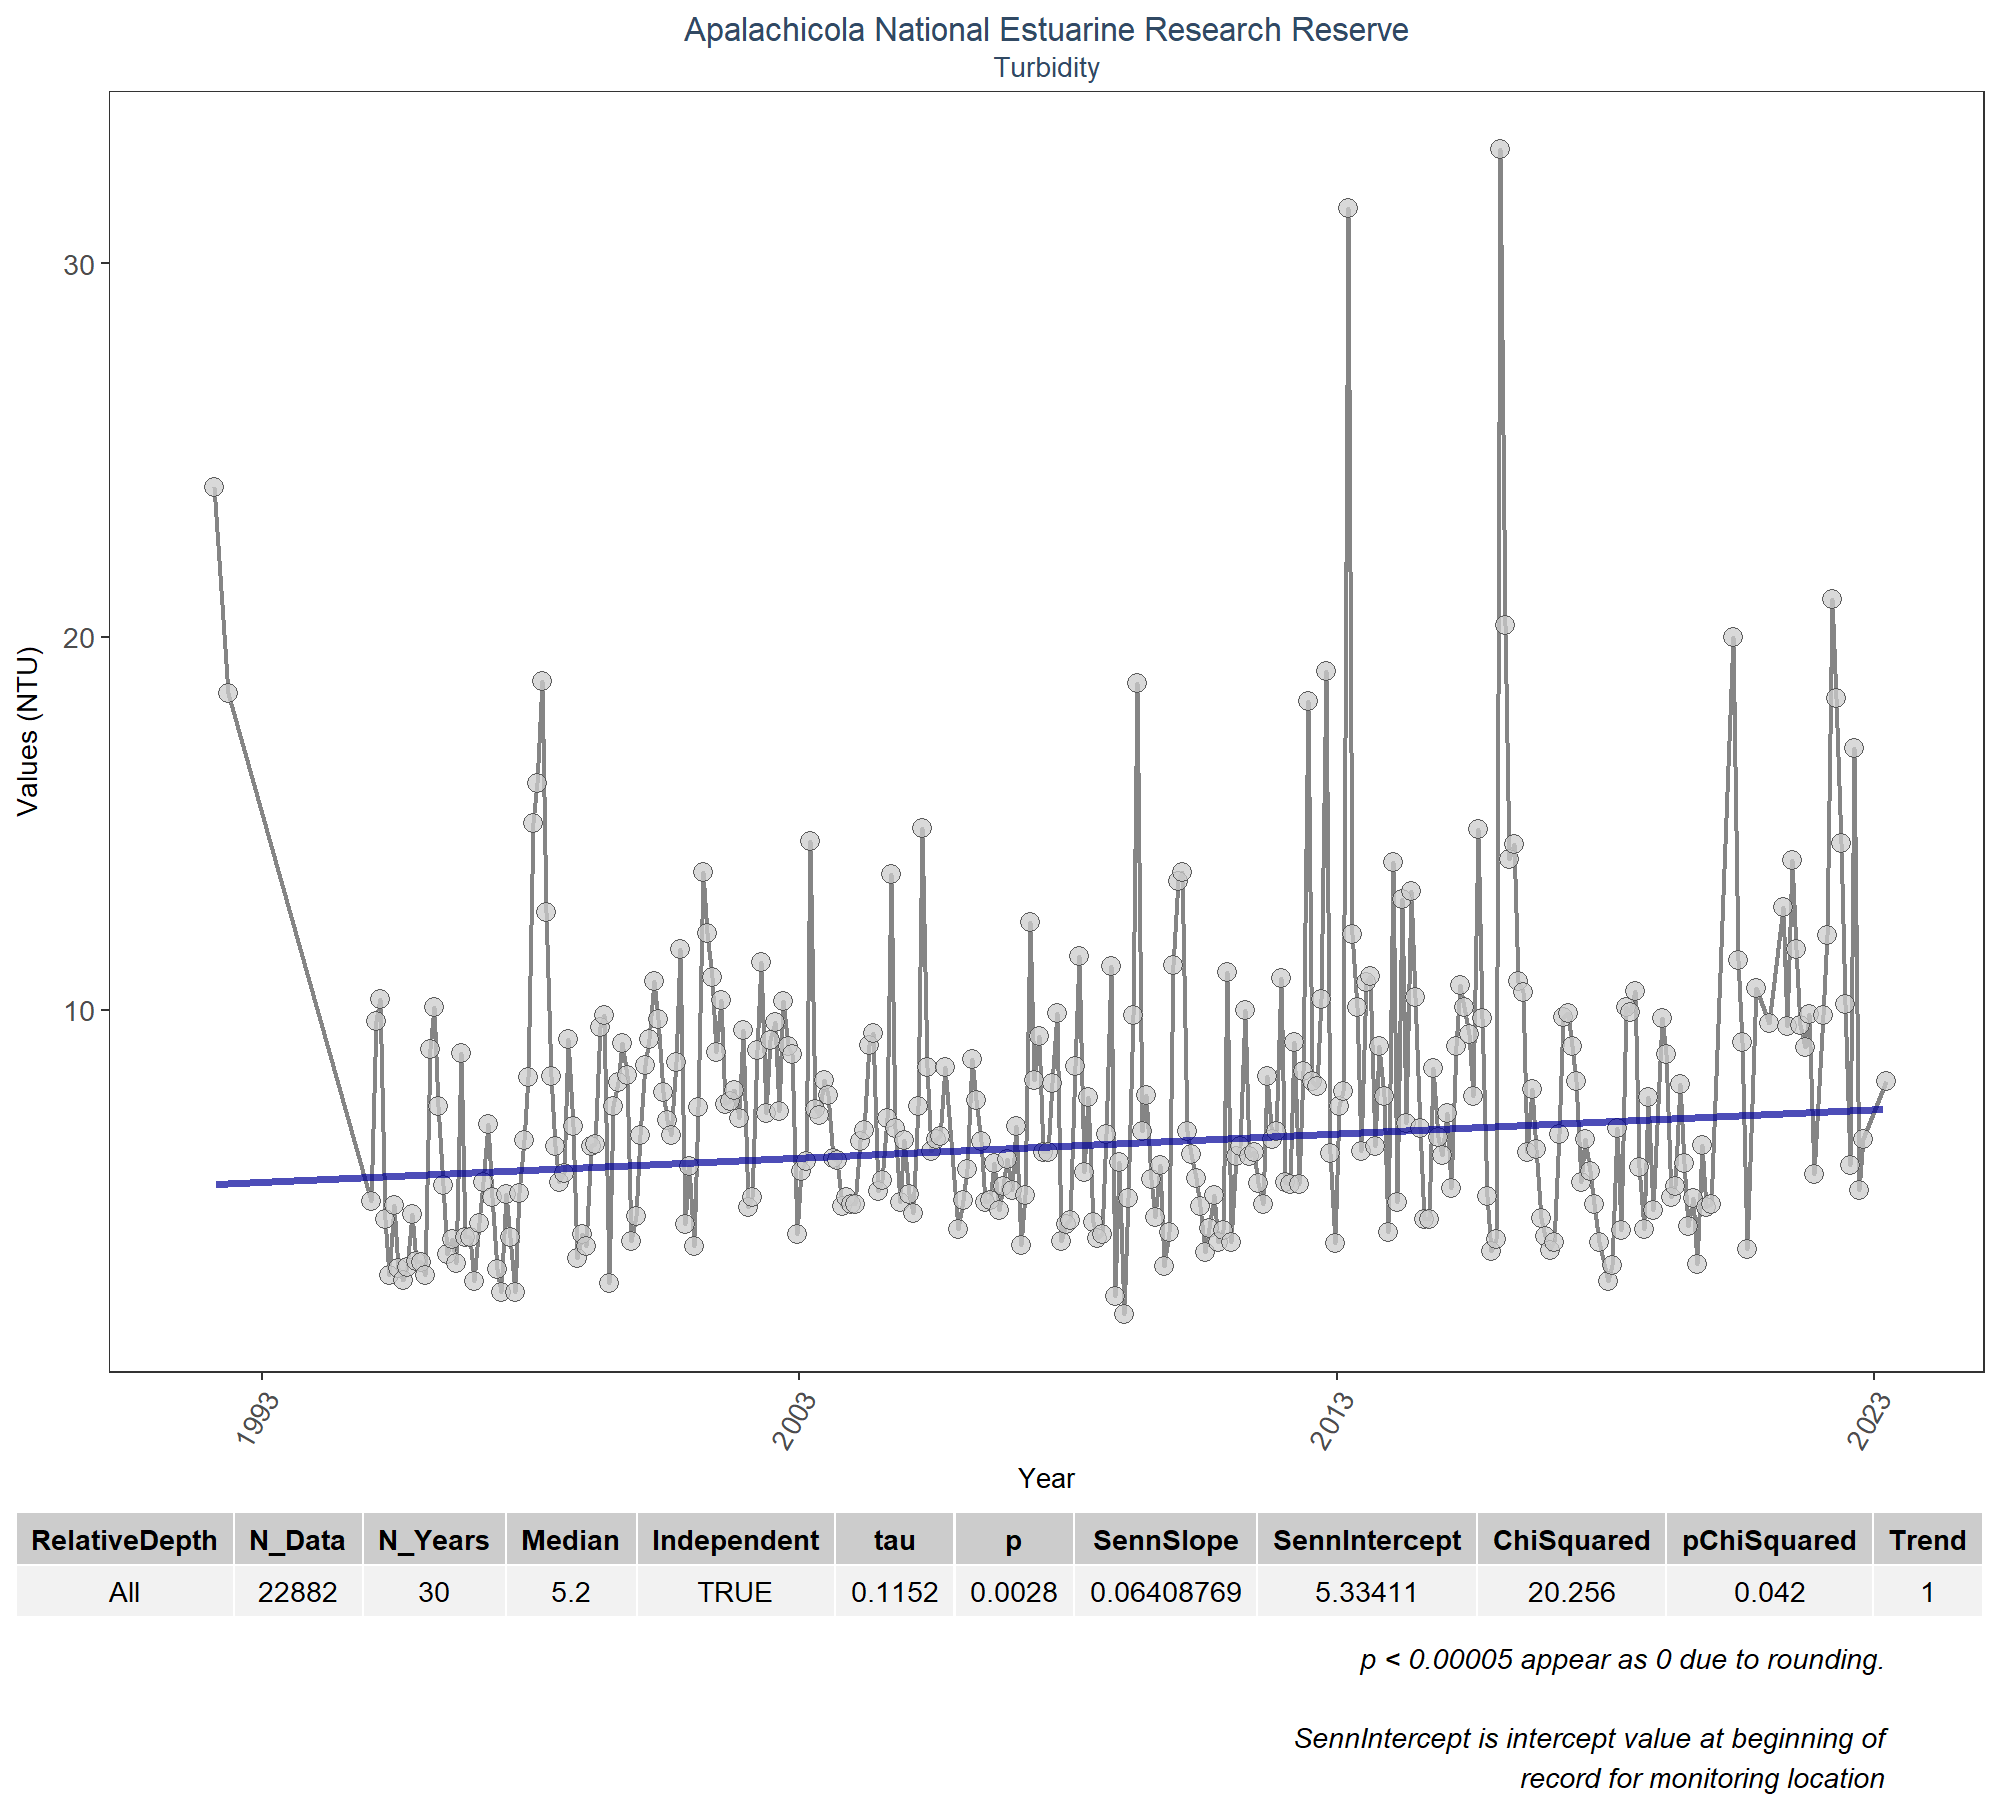 Apalachicola National Estuarine Research Reserve
Turbidity
Values (NTU)
30
20
10
1993 2003 2013 2023
Year
RelativeDepth N_Data N_Years Median Independent tau p SennSlope SennIntercept ChiSquared pChiSquared Trend
All 22882 30 5.2 TRUE 0.1152 0.0028 0.06408769 5.33411 20.256 0.042 1
p < 0.00005 appear as 0 due to rounding.
SennIntercept is intercept value at beginning of
record for monitoring location